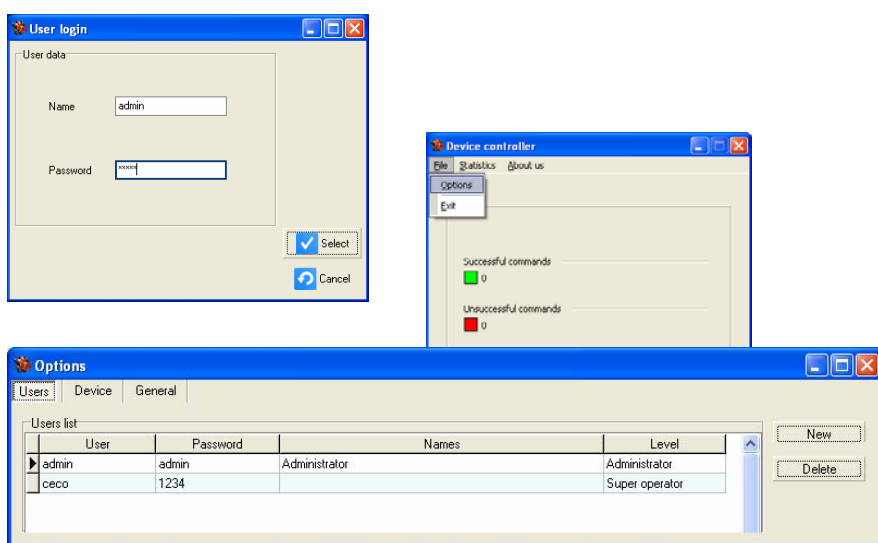 User login
User data
Name admin
Password xxxxx
Select
Cancel
Device controller
File Statistics About us
Options
Exit
Successful commands
0
Unsuccessful commands
0
Options
Users Device General
Users list
User Password Names Level
admin admin Administrator Administrator
ceco 1234 Super operator
New
Delete